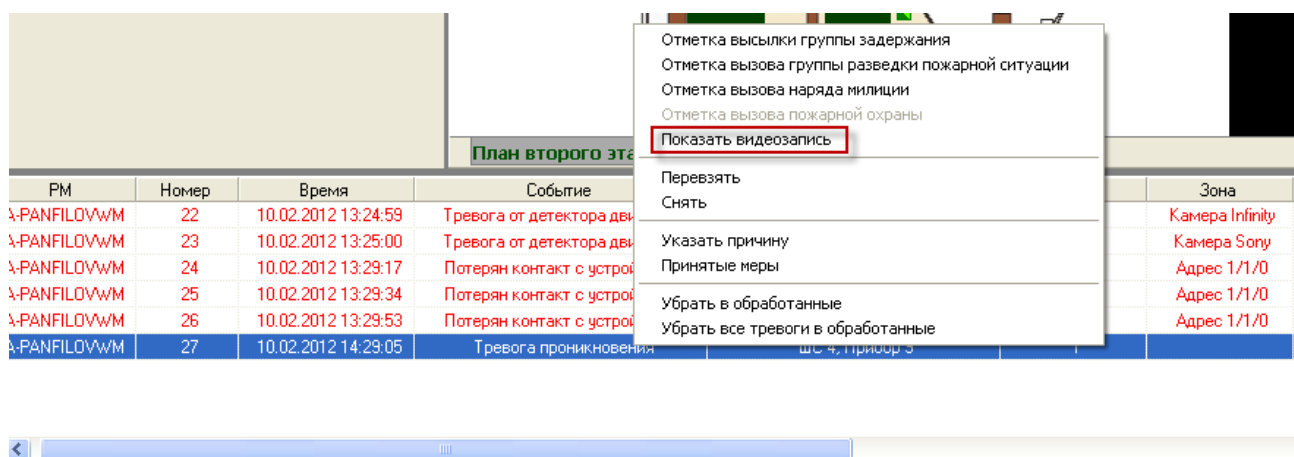 Отметка высылки группы задержания
Отметка вызова группы разведки пожарной ситуации
Отметка вызова наряда милиции
Отметка вызова пожарной охраны
Показать видеозапись
План второго эта
Перевзять
Снять
Указать причину
Принятые меры
Убрать в обработанные
Убрать все тревоги в обработанные
РМ Номер Время Событие Зона
A-PANFILOVWM 22 10.02.2012 13:24:59 Тревога от детектора дви Камера Infinity
A-PANFILOVWM 23 10.02.2012 13:25:00 Тревога от детектора дви Камера Sony
A-PANFILOVWM 24 10.02.2012 13:29:17 Потерян контакт с устрой Адрес 1/1/0
A-PANFILOVWM 25 10.02.2012 13:29:34 Потерян контакт с устрой Адрес 1/1/0
A-PANFILOVWM 26 10.02.2012 13:29:53 Потерян контакт с устрой Адрес 1/1/0
A-PANFILOVWM 27 10.02.2012 14:29:05 Тревога проникновения ШС 4, Прибор 1